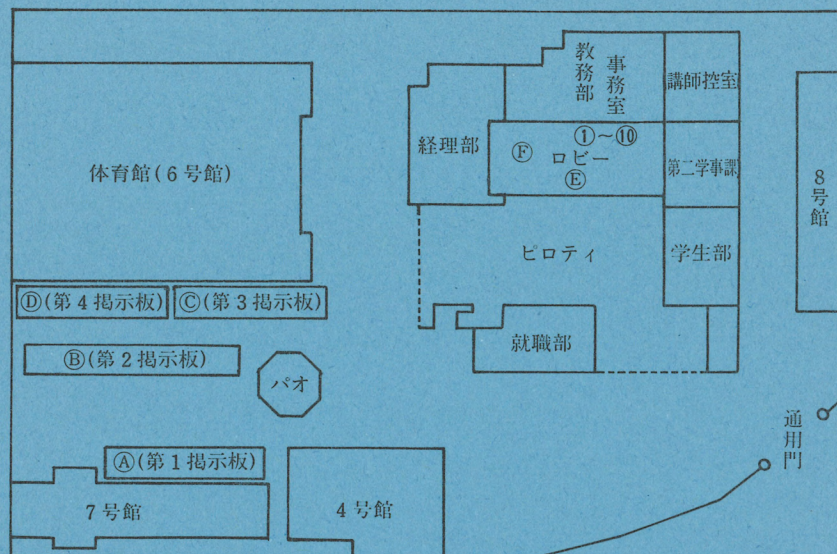 教務部
事務室
講師控室
経理部
①～⑩
Ⓕ
ロビー
Ⓔ
第二学事課
体育館(6号館)
8号館
ピロティ
学生部
Ⓓ(第4掲示板)
Ⓒ(第3掲示板)
就職部
Ⓑ(第2掲示板)
パオ
通用門
Ⓐ(第1掲示板)
7号館
4号館